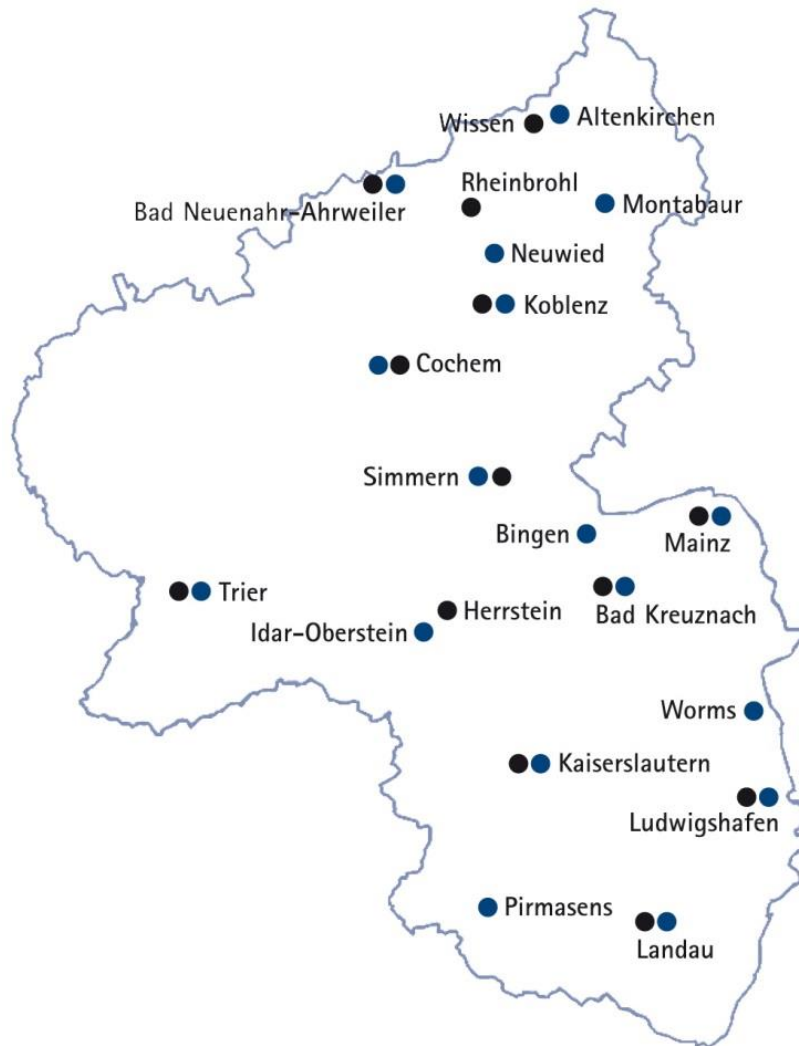 Altenkirchen
Wissen
Rheinbrohl
Bad Neuenahr-Ahrweiler
Montabaur
Neuwied
Koblenz
Cochem
Simmern
Bingen
Mainz
Trier
Herrstein
Bad Kreuznach
Idar-Oberstein
Worms
Kaiserslautern
Ludwigshafen
Pirmasens
Landau